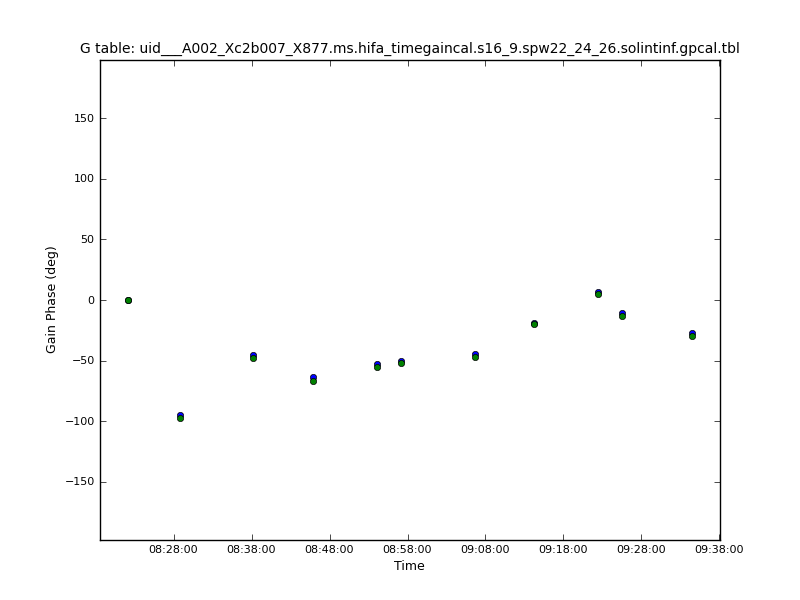 G table: uid___A002_Xc2b007_X877.ms.hifa_timegaincal.s16_9.spw22_24_26.solintinf.gpcal.tbl
150
100
50
0
−50
−100
−150
Gain Phase (deg)
08:28:00 08:38:00 08:48:00 08:58:00 09:08:00 09:18:00 09:28:00 09:38:00
Time